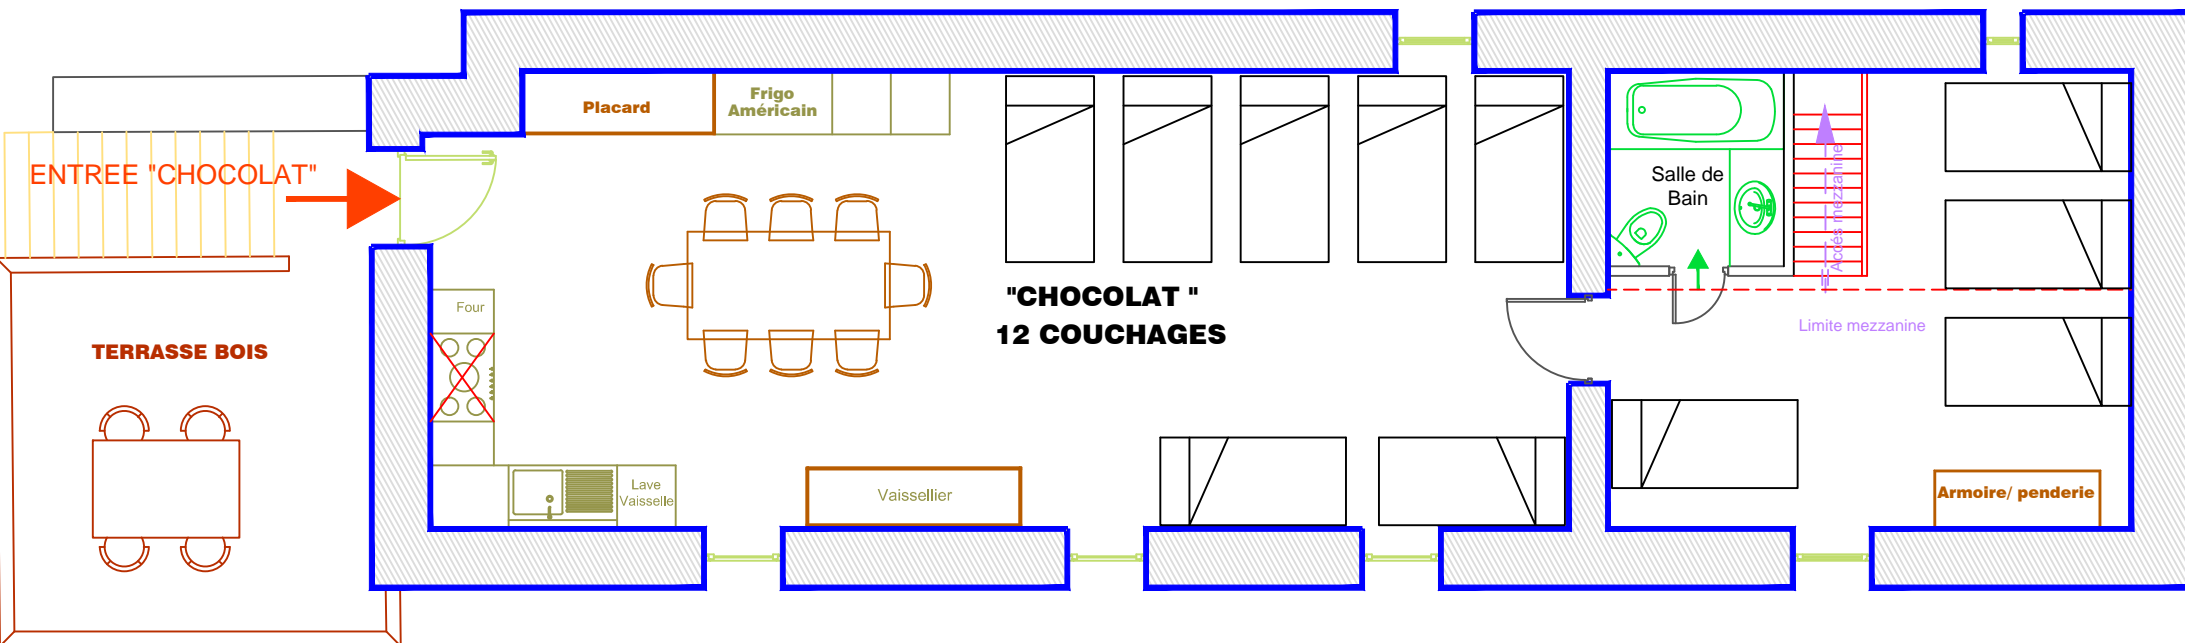 ENTREE "CHOCOLAT"
TERRASSE BOIS
Placard
Frigo
Américain
Four
Lave
Vaisselle
Vaissellier
"CHOCOLAT "
12 COUCHAGES
Salle de
Bain
Accés mezzanine
Limite mezzanine
Armoire/ penderie